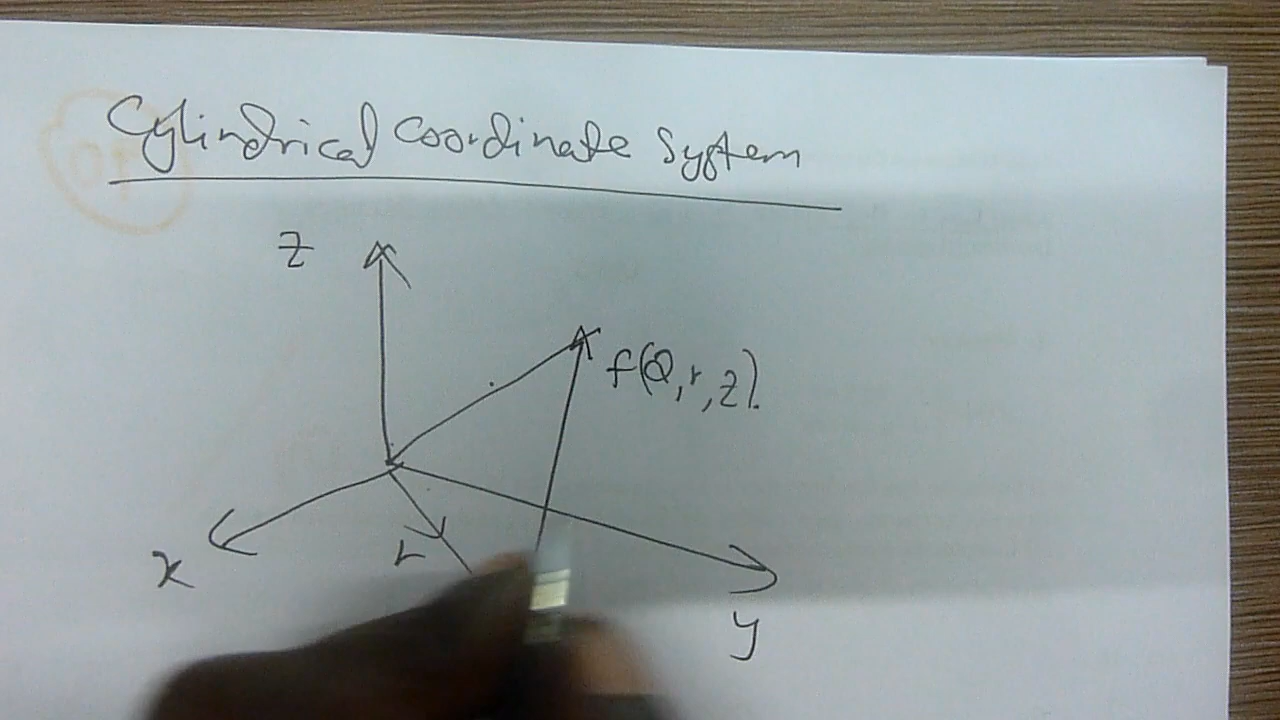 Cylindrical Coordinate System
Z
f(θ,r,z).
r
x
y